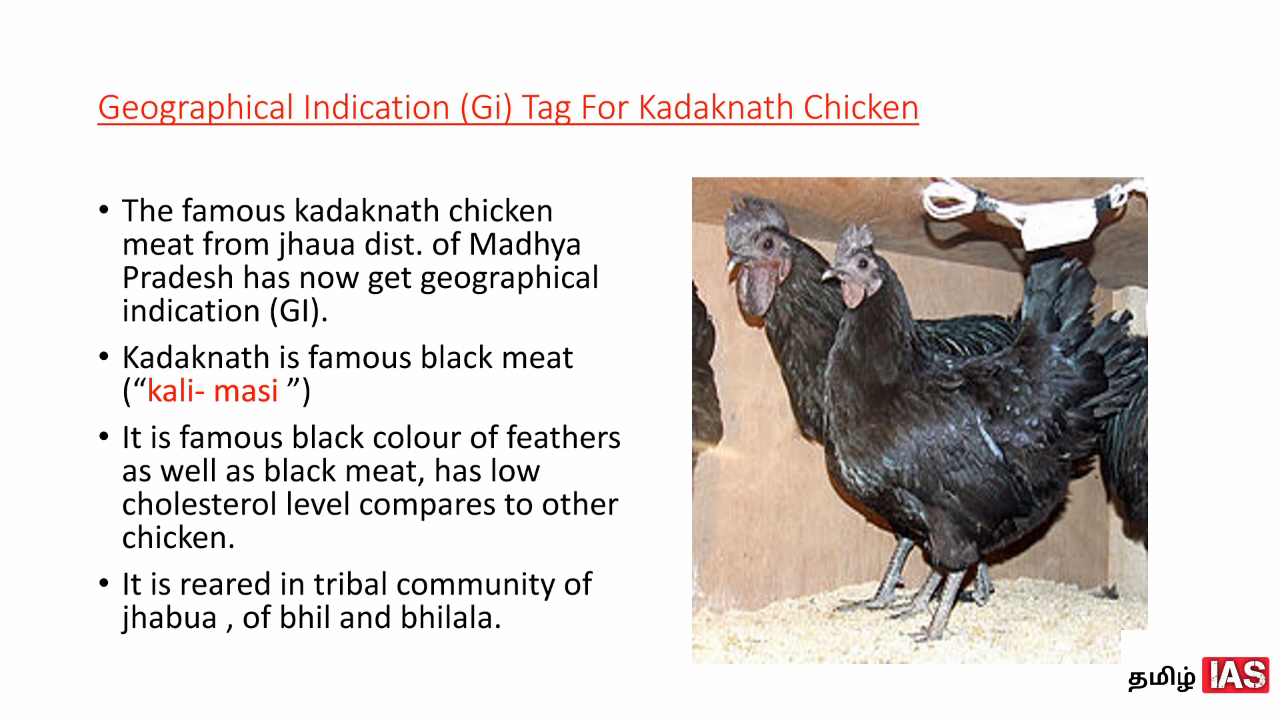 Geographical Indication (Gi) Tag For Kadaknath Chicken
• The famous kadaknath chicken
meat from jhaua dist. of Madhya
Pradesh has now get geographical
indication (GI).
• Kadaknath is famous black meat
(“kali- masi ”)
• It is famous black colour of feathers
as well as black meat, has low
cholesterol level compares to other
chicken.
• It is reared in tribal community of
jhabua , of bhil and bhilala.
தமிழ் IAS